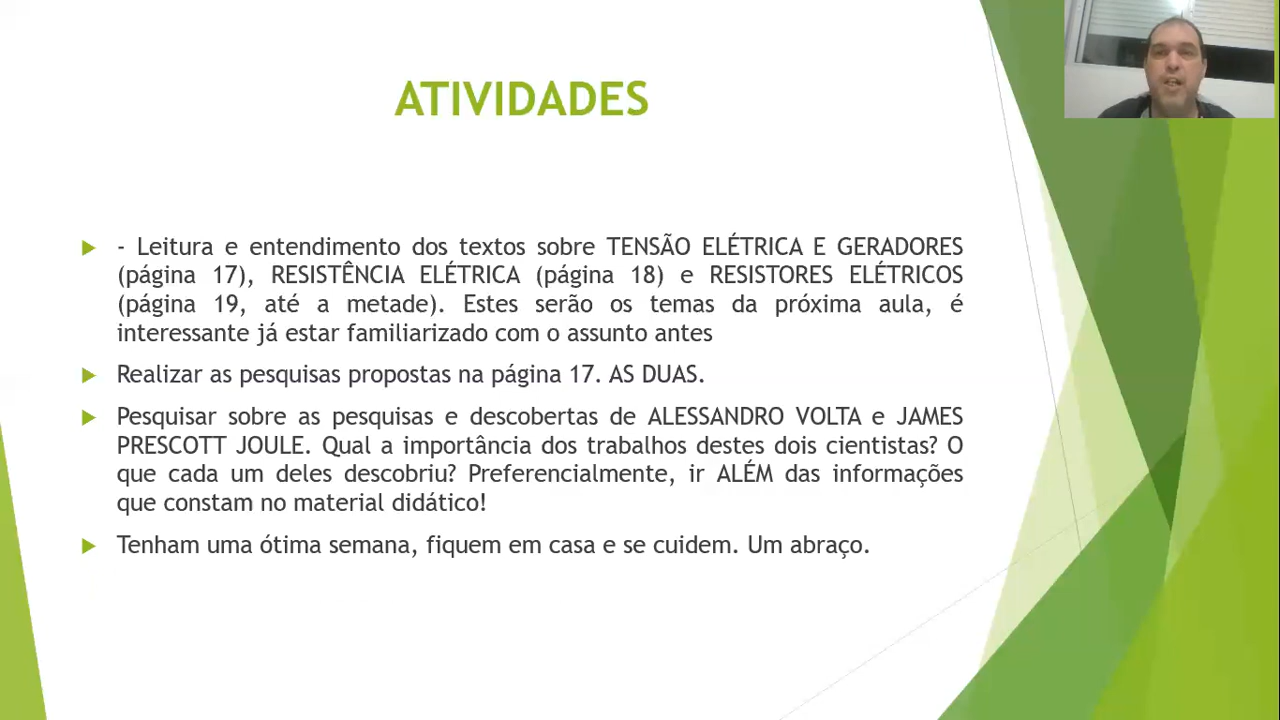 ATIVIDADES
- Leitura e entendimento dos textos sobre TENSÃO ELÉTRICA E GERADORES
(página 17), RESISTÊNCIA ELÉTRICA (página 18) e RESISTORES ELÉTRICOS
(página 19, até a metade). Estes serão os temas da próxima aula, é
interessante já estar familiarizado com o assunto antes
Realizar as pesquisas propostas na página 17. AS DUAS.
Pesquisar sobre as pesquisas e descobertas de ALESSANDRO VOLTA e JAMES
PRESCOTT JOULE. Qual a importância dos trabalhos destes dois cientistas? O
que cada um deles descobriu? Preferencialmente, ir ALÉM das informações
que constam no material didático!
Tenham uma ótima semana, fiquem em casa e se cuidem. Um abraço.